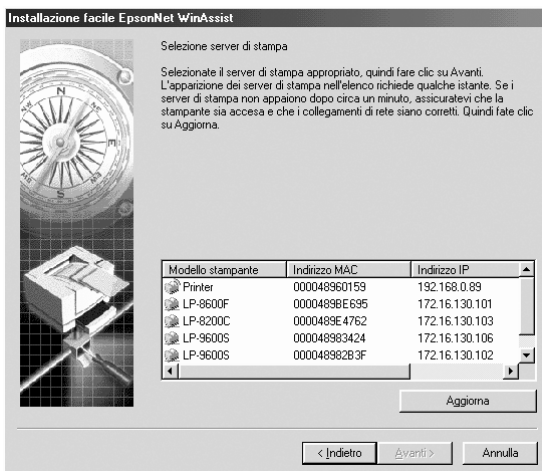 Installazione facile EpsonNet WinAssist
Selezione server di stampa
Selezionate il server di stampa appropriato, quindi fare clic su Avanti.
L'apparizione dei server di stampa nell'elenco richiede qualche istante. Se i
server di stampa non appaiono dopo circa un minuto, assicuratevi che la
stampante sia accesa e che i collegamenti di rete siano corretti. Quindi fate clic
su Aggiorna.
Modello stampante Indirizzo MAC Indirizzo IP
Printer 000048960159 192.168.0.89
LP-8600F 0000489BE695 172.16.130.101
LP-8200C 0000489E4762 172.16.130.103
LP-9600S 000048983424 172.16.130.106
LP-9600S 000048982B3F 172.16.130.102
Aggiorna
< Indietro Avanti > Annulla
N
E
S